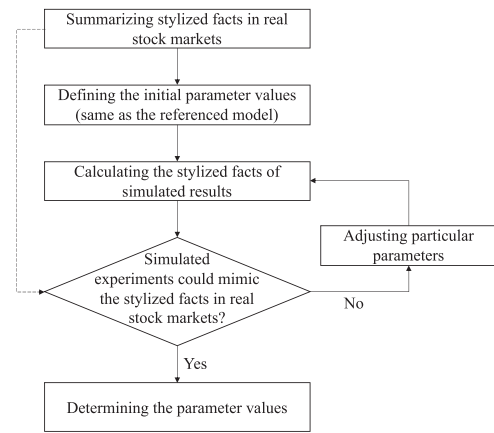 Summarizing stylized facts in real
stock markets
Defining the initial parameter values
(same as the referenced model)
Calculating the stylized facts of
simulated results
Adjusting particular
parameters
Simulated
experiments could mimic
the stylized facts in real
stock markets?
No
Yes
Determining the parameter values